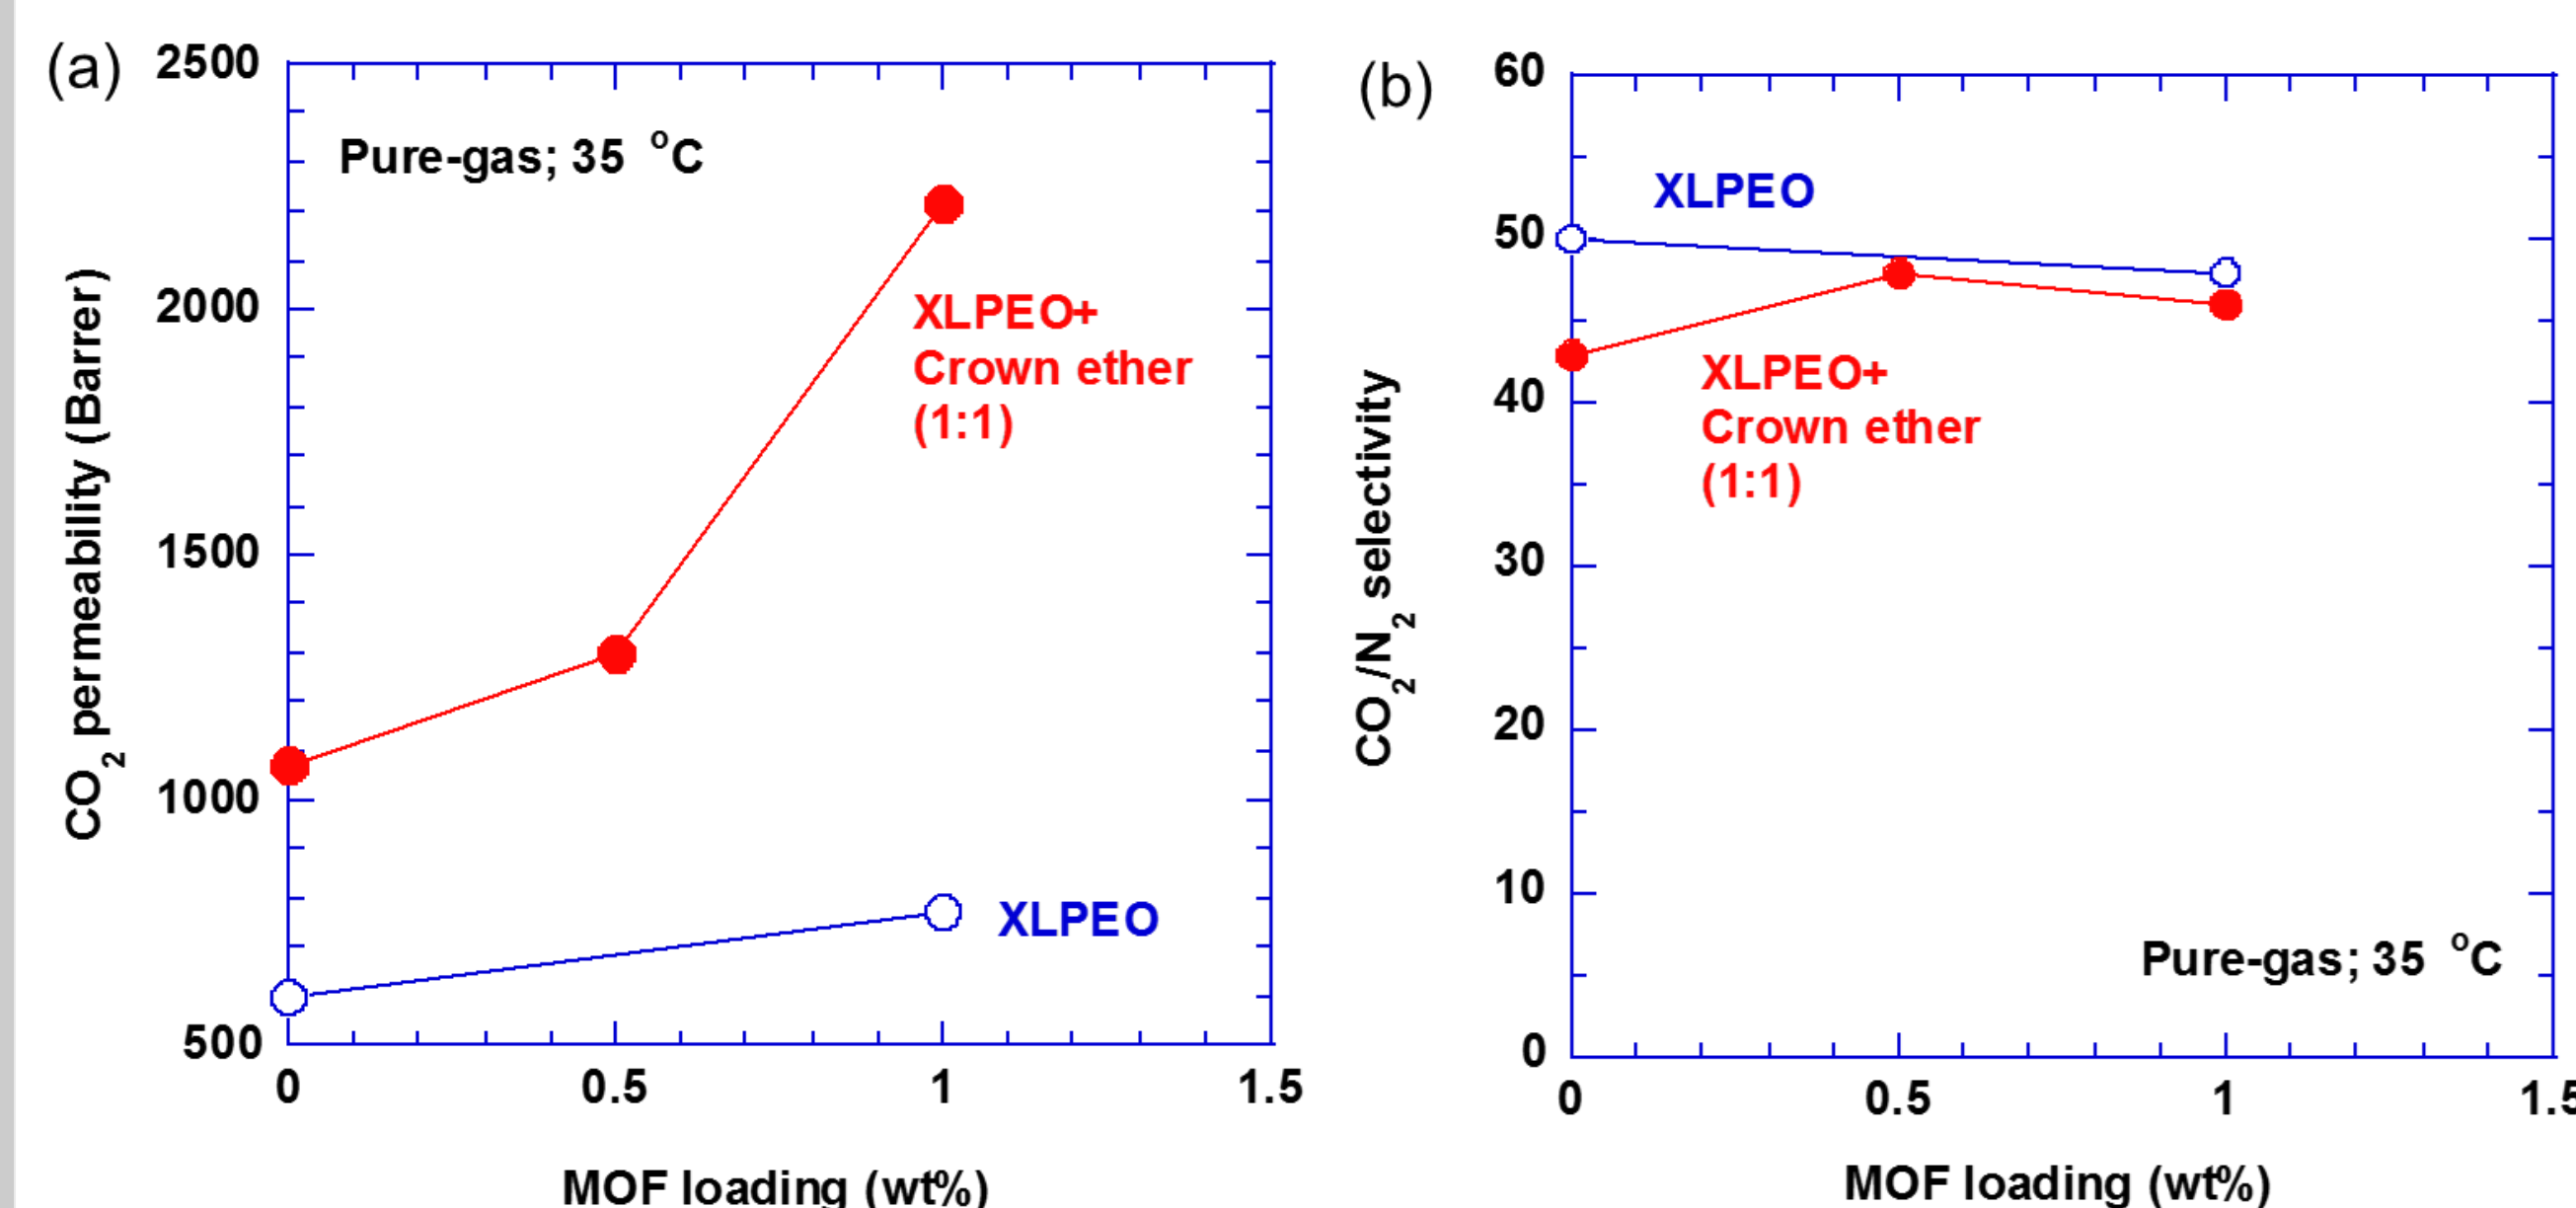 (a)
2500
2000
1500
1000
500
CO2 permeability (Barrer)
Pure-gas; 35 °C
XLPEO+
Crown ether
(1:1)
XLPEO
0 0.5 1 1.5
MOF loading (wt%)
(b)
60
50
40
30
20
10
0
CO2/N2 selectivity
XLPEO
XLPEO+
Crown ether
(1:1)
Pure-gas; 35 °C
0 0.5 1 1.5
MOF loading (wt%)